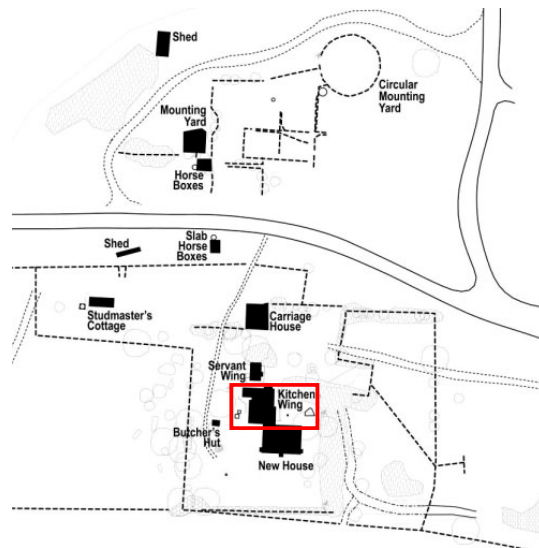 Shed
Circular
Mounting
Yard
Mounting
Yard
Horse
Boxes
Slab
Horse
Boxes
Shed
Studmaster's
Cottage
Carriage
House
Servant
Wing
Kitchen
Wing
Butcher's
Hut
New House